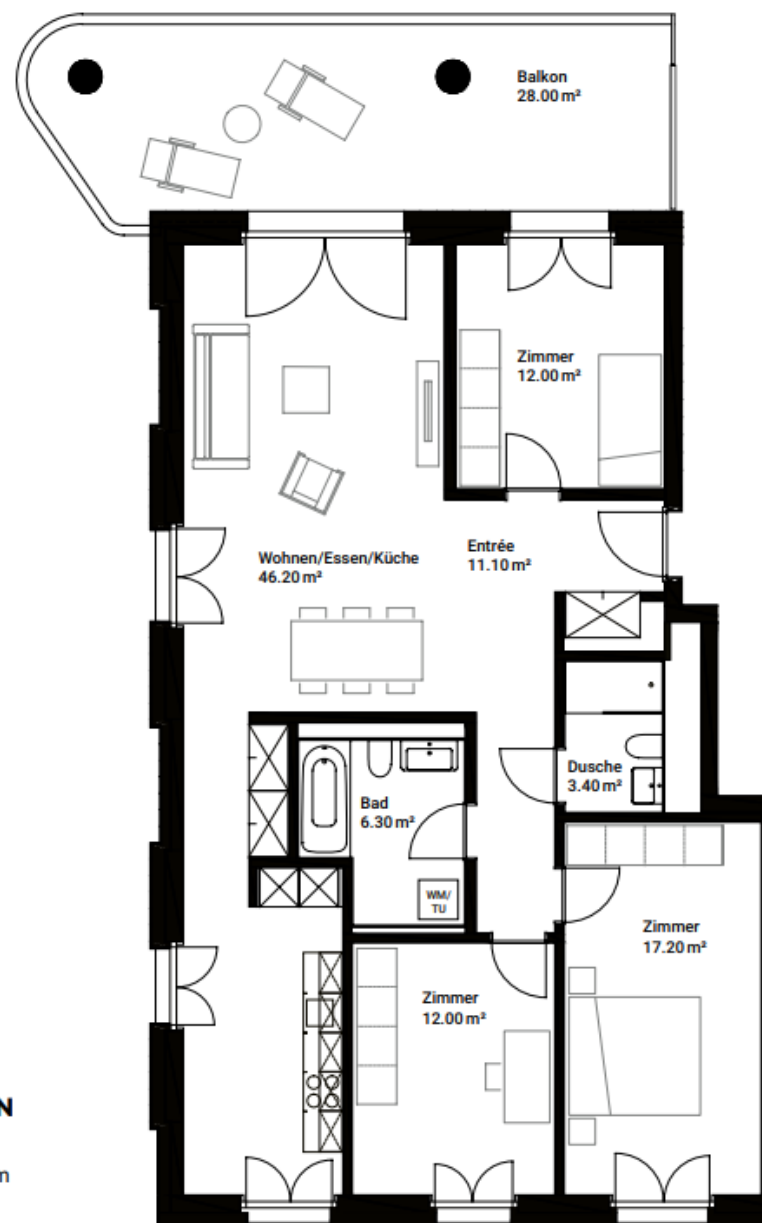 Balkon
28.00 m²
Zimmer
12.00 m²
Wohnen/Essen/Küche
46.20 m²
Entrée
11.10 m²
Dusche
3.40 m²
Bad
6.30 m²
WM/
TU
Zimmer
17.20 m²
Zimmer
12.00 m²
N
m